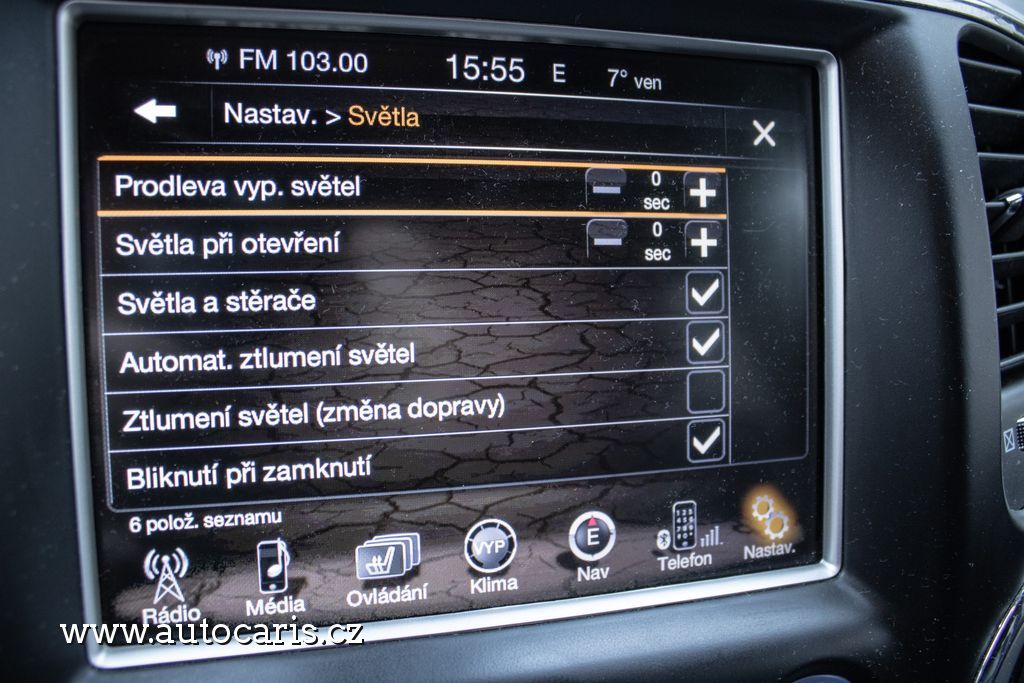 FM 103.00 15:55 E 7° ven
Nastav. > Světla
Prodleva vyp. světel 0 sec
Světla při otevření 0 sec
Světla a stěrače
Automat. ztlumení světel
Ztlumení světel (změna dopravy)
Bliknutí při zamknutí
6 polož. seznamu
VYP E
Rádio Média Ovládání Klima Nav Telefon Nastav.
www.autocaris.cz